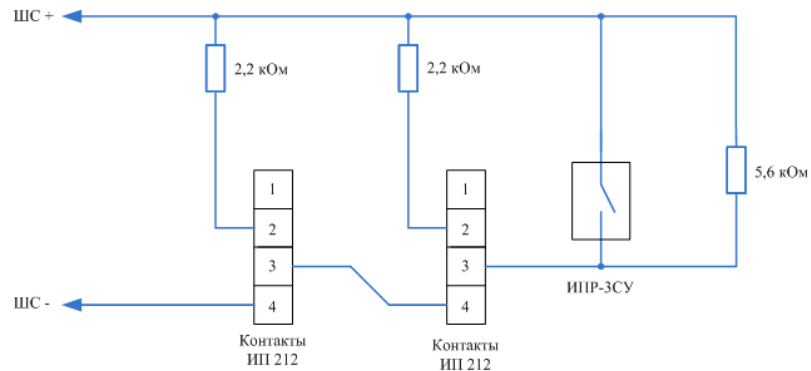 ШС +
2,2 кОм
2,2 кОм
5,6 кОм
1
2
3
4
1
2
3
4
ИПР-3СУ
ШС -
Контакты
ИП 212
Контакты
ИП 212